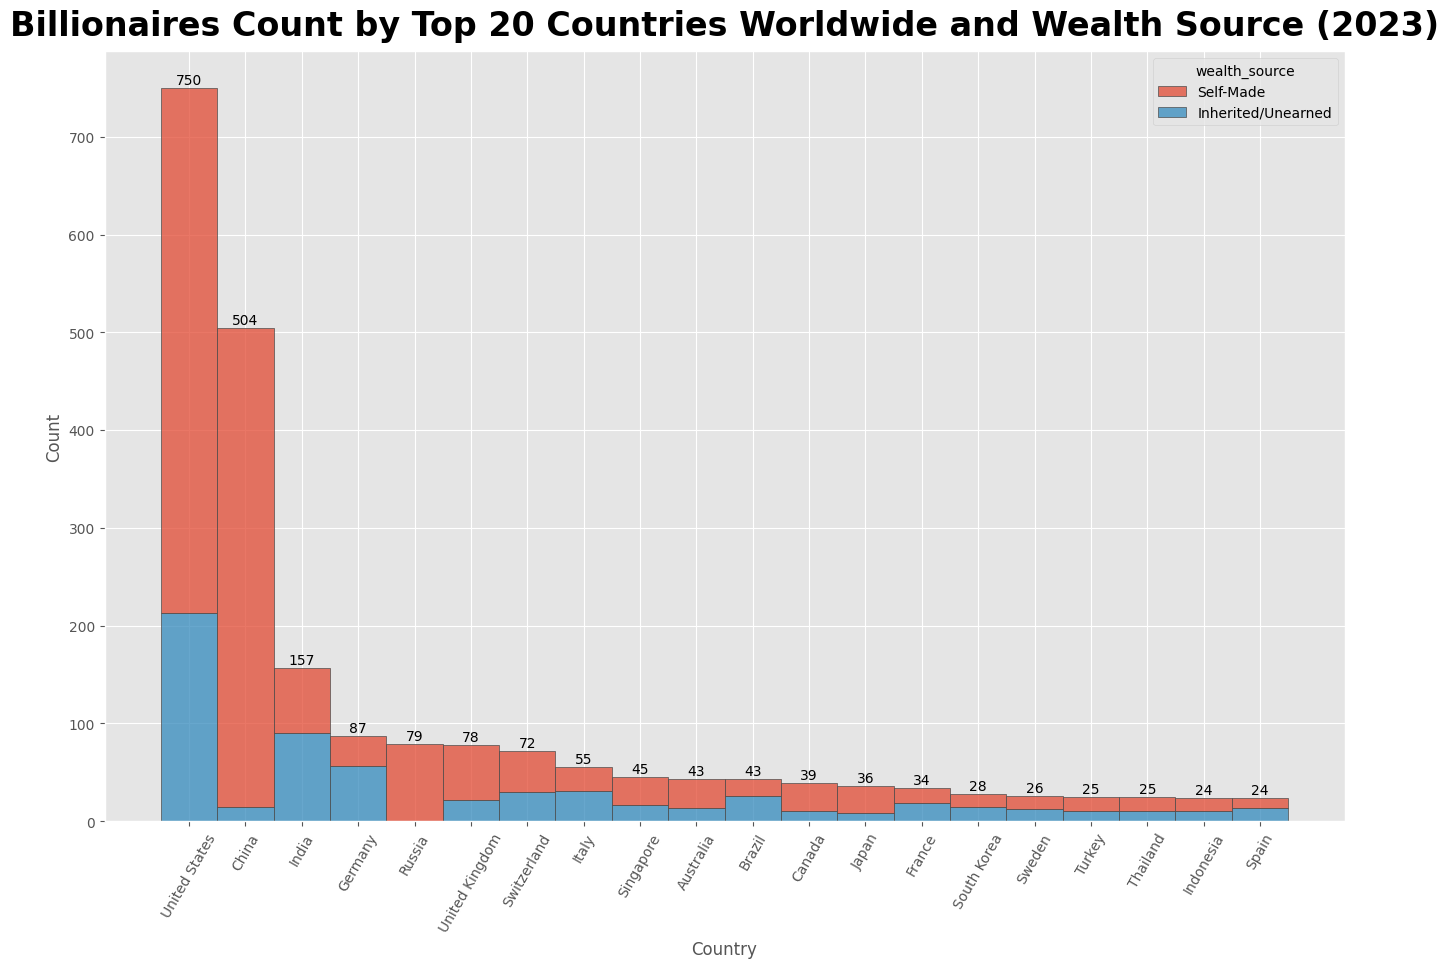 Billionaires Count by Top 20 Countries Worldwide and Wealth Source (2023)
wealth_source
Self-Made
Inherited/Unearned
750
504
157
87
79
78
72
55
45
43
43
39
36
34
28
26
25
25
24
24
700
600
500
400
300
200
100
0
Count
United States
China
India
Germany
Russia
United Kingdom
Switzerland
Italy
Singapore
Australia
Brazil
Canada
Japan
France
South Korea
Sweden
Turkey
Thailand
Indonesia
Spain
Country